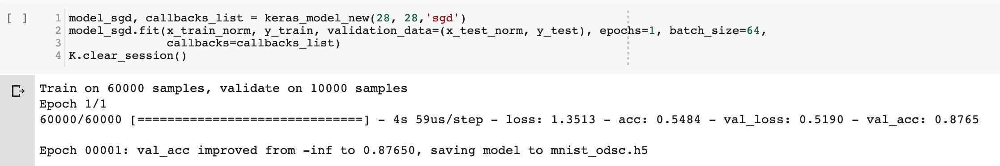 [ ]
1 model_sgd, callbacks_list = keras_model_new(28, 28,'sgd')
2 model_sgd.fit(x_train_norm, y_train, validation_data=(x_test_norm, y_test), epochs=1, batch_size=64,
3               callbacks=callbacks_list)
4 K.clear_session()
Train on 60000 samples, validate on 10000 samples
Epoch 1/1
60000/60000 [==============================] - 4s 59us/step - loss: 1.3513 - acc: 0.5484 - val_loss: 0.5190 - val_acc: 0.8765
Epoch 00001: val_acc improved from -inf to 0.87650, saving model to mnist_odsc.h5